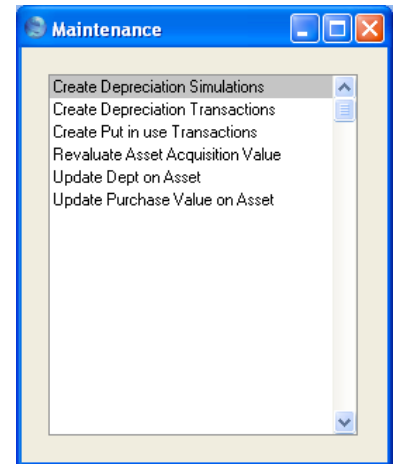 Maintenance
Create Depreciation Simulations
Create Depreciation Transactions
Create Put in use Transactions
Revaluate Asset Acquisition Value
Update Dept on Asset
Update Purchase Value on Asset